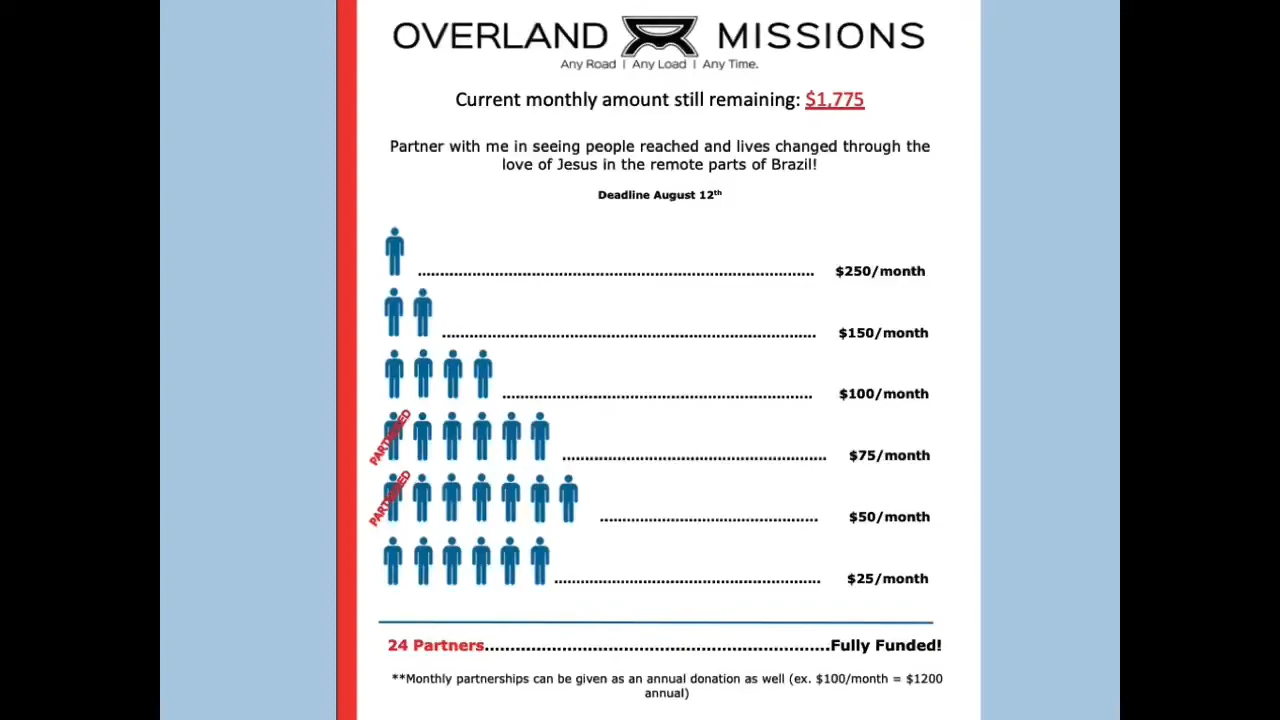 OVERLAND MISSIONS
Any Road | Any Load | Any Time.
Current monthly amount still remaining: $1,775
Partner with me in seeing people reached and lives changed through the
love of Jesus in the remote parts of Brazil!
Deadline August 12th
........................................................................................ $250/month
................................................................................... $150/month
..................................................................... $100/month
PARTNERED ........................................................... $75/month
PARTNERED ................................................. $50/month
............................................................ $25/month
24 Partners...................................................................Fully Funded!
**Monthly partnerships can be given as an annual donation as well (ex. $100/month = $1200
annual)